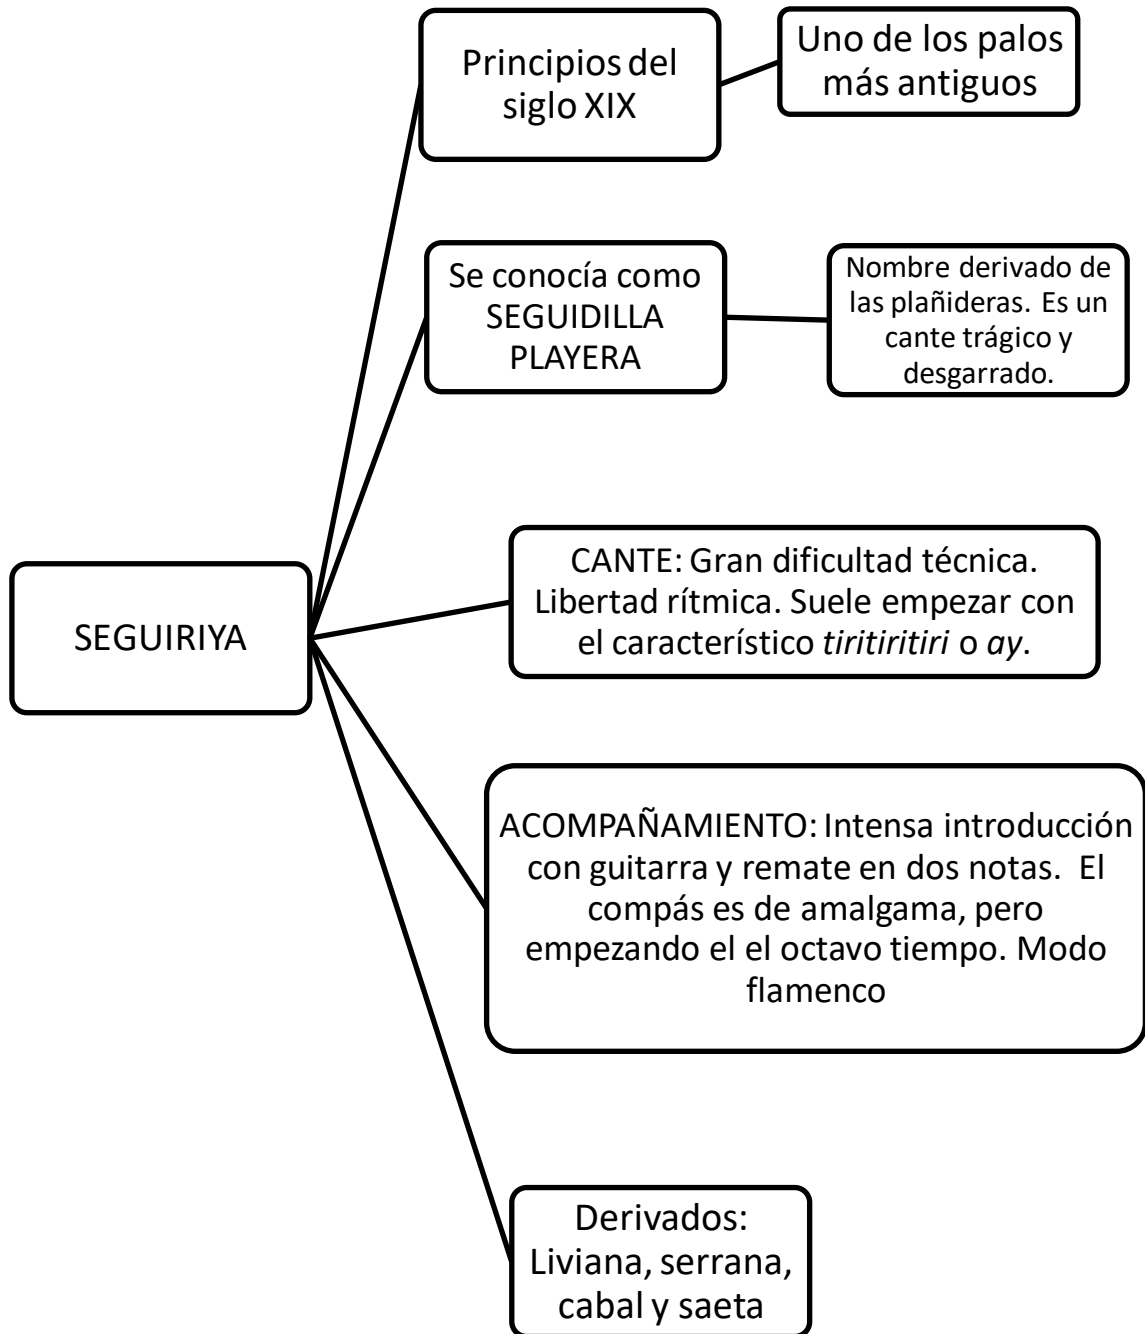 Principios del
siglo XIX
Uno de los palos
más antiguos
Se conocía como
SEGUIDILLA
PLAYERA
Nombre derivado de
las plañideras. Es un
cante trágico y
desgarrado.
SEGUIRIYA
CANTE: Gran dificultad técnica.
Libertad rítmica. Suele empezar con
el característico tiritiritiri o ay.
ACOMPAÑAMIENTO: Intensa introducción
con guitarra y remate en dos notas. El
compás es de amalgama, pero
empezando el el octavo tiempo. Modo
flamenco
Derivados:
Liviana, serrana,
cabal y saeta